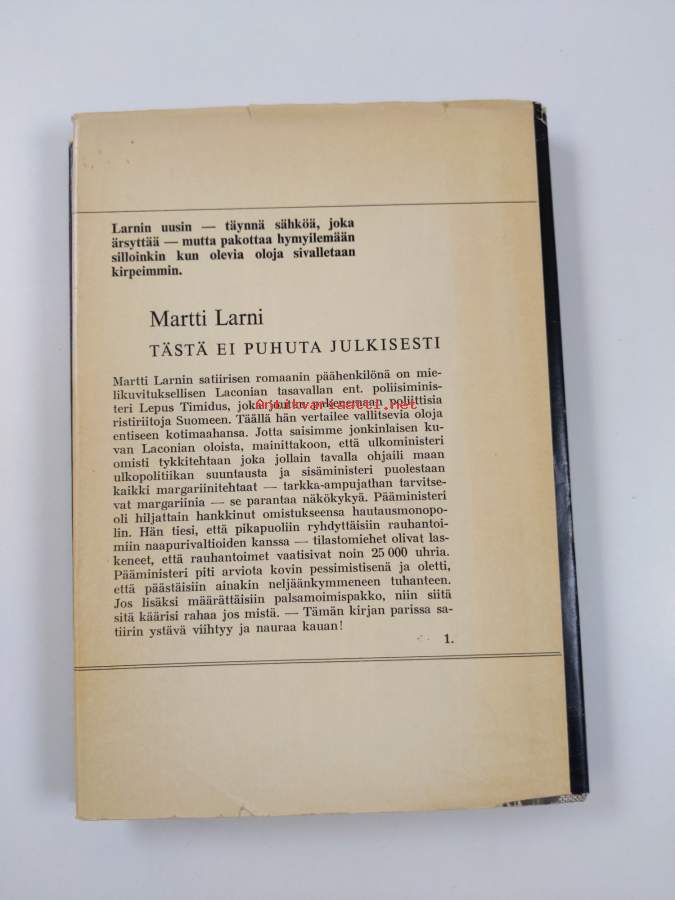 Larnin uusin — täynnä sähköä, joka
ärsyttää — mutta pakottaa hymyilemään
silloinkin kun olevia oloja sivalletaan
kirpeimmin.
Martti Larni
TÄSTÄ EI PUHUTA JULKISESTI
Martti Larnin satiirisen romaanin päähenkilönä on mie-
likuvituksellisen Laconian tasavallan ent. poliisiminis-
teri Lepus Timidus, joka joutuu pakenemaan poliittisia
Antikvariaatti.net
ristiriitoja Suomeen. Täällä hän vertailee vallitsevia oloja
entiseen kotimaahansa. Jotta saisimme jonkinlaisen ku-
van Laconian oloista, mainittakoon, että ulkoministeri
omisti tykkitehtaan joka jollain tavalla ohjaili maan
ulkopolitiikan suuntausta ja sisäministeri puolestaan
kaikki margariinitehtaat — tarkka-ampujathan tarvitse-
vat margariinia — se parantaa näkökykyä. Pääministeri
oli hiljattain hankkinut omistukseensa hautausmonopo-
lin. Hän tiesi, että pikapuoliin ryhdyttäisiin rauhantoi-
miin naapurivaltioiden kanssa — tilastomiehet olivat las-
keneet, että rauhantoimet vaatisivat noin 25 000 uhria.
Pääministeri piti arviota kovin pessimistisenä ja oletti,
että päästäisiin ainakin neljäänkymmeneen tuhanteen.
Jos lisäksi määrättäisiin palsamoimispakko, niin siitä
sitä käärisi rahaa jos mistä. — Tämän kirjan parissa sa-
tiirin ystävä viihtyy ja nauraa kauan!
1.